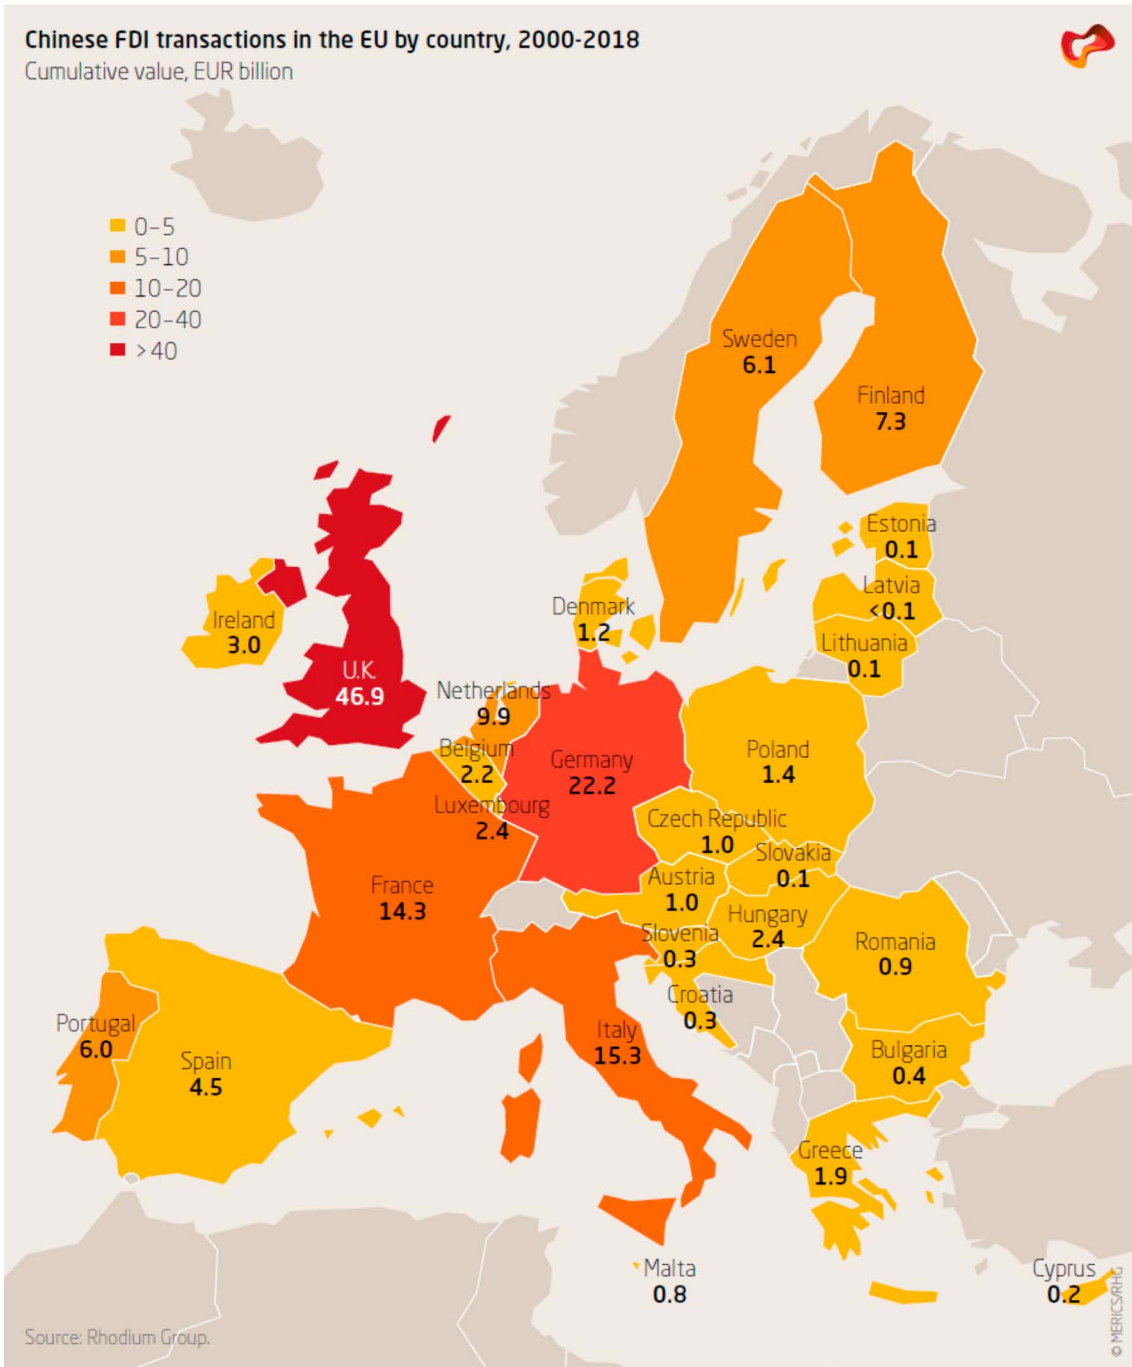 Chinese FDI transactions in the EU by country, 2000-2018
Cumulative value, EUR billion
0–5
5–10
10–20
20–40
>40
Sweden
6.1
Finland
7.3
Estonia
0.1
Latvia
<0.1
Lithuania
0.1
Denmark
1.2
Ireland
3.0
U.K.
46.9
Netherlands
9.9
Belgium
2.2
Luxembourg
2.4
Germany
22.2
Poland
1.4
Czech Republic
1.0
Slovakia
0.1
Austria
1.0
Hungary
2.4
Slovenia
0.3
Croatia
0.3
Romania
0.9
Bulgaria
0.4
France
14.3
Italy
15.3
Portugal
6.0
Spain
4.5
Greece
1.9
Malta
0.8
Cyprus
0.2
Source: Rhodium Group.
© MERICS/RHG